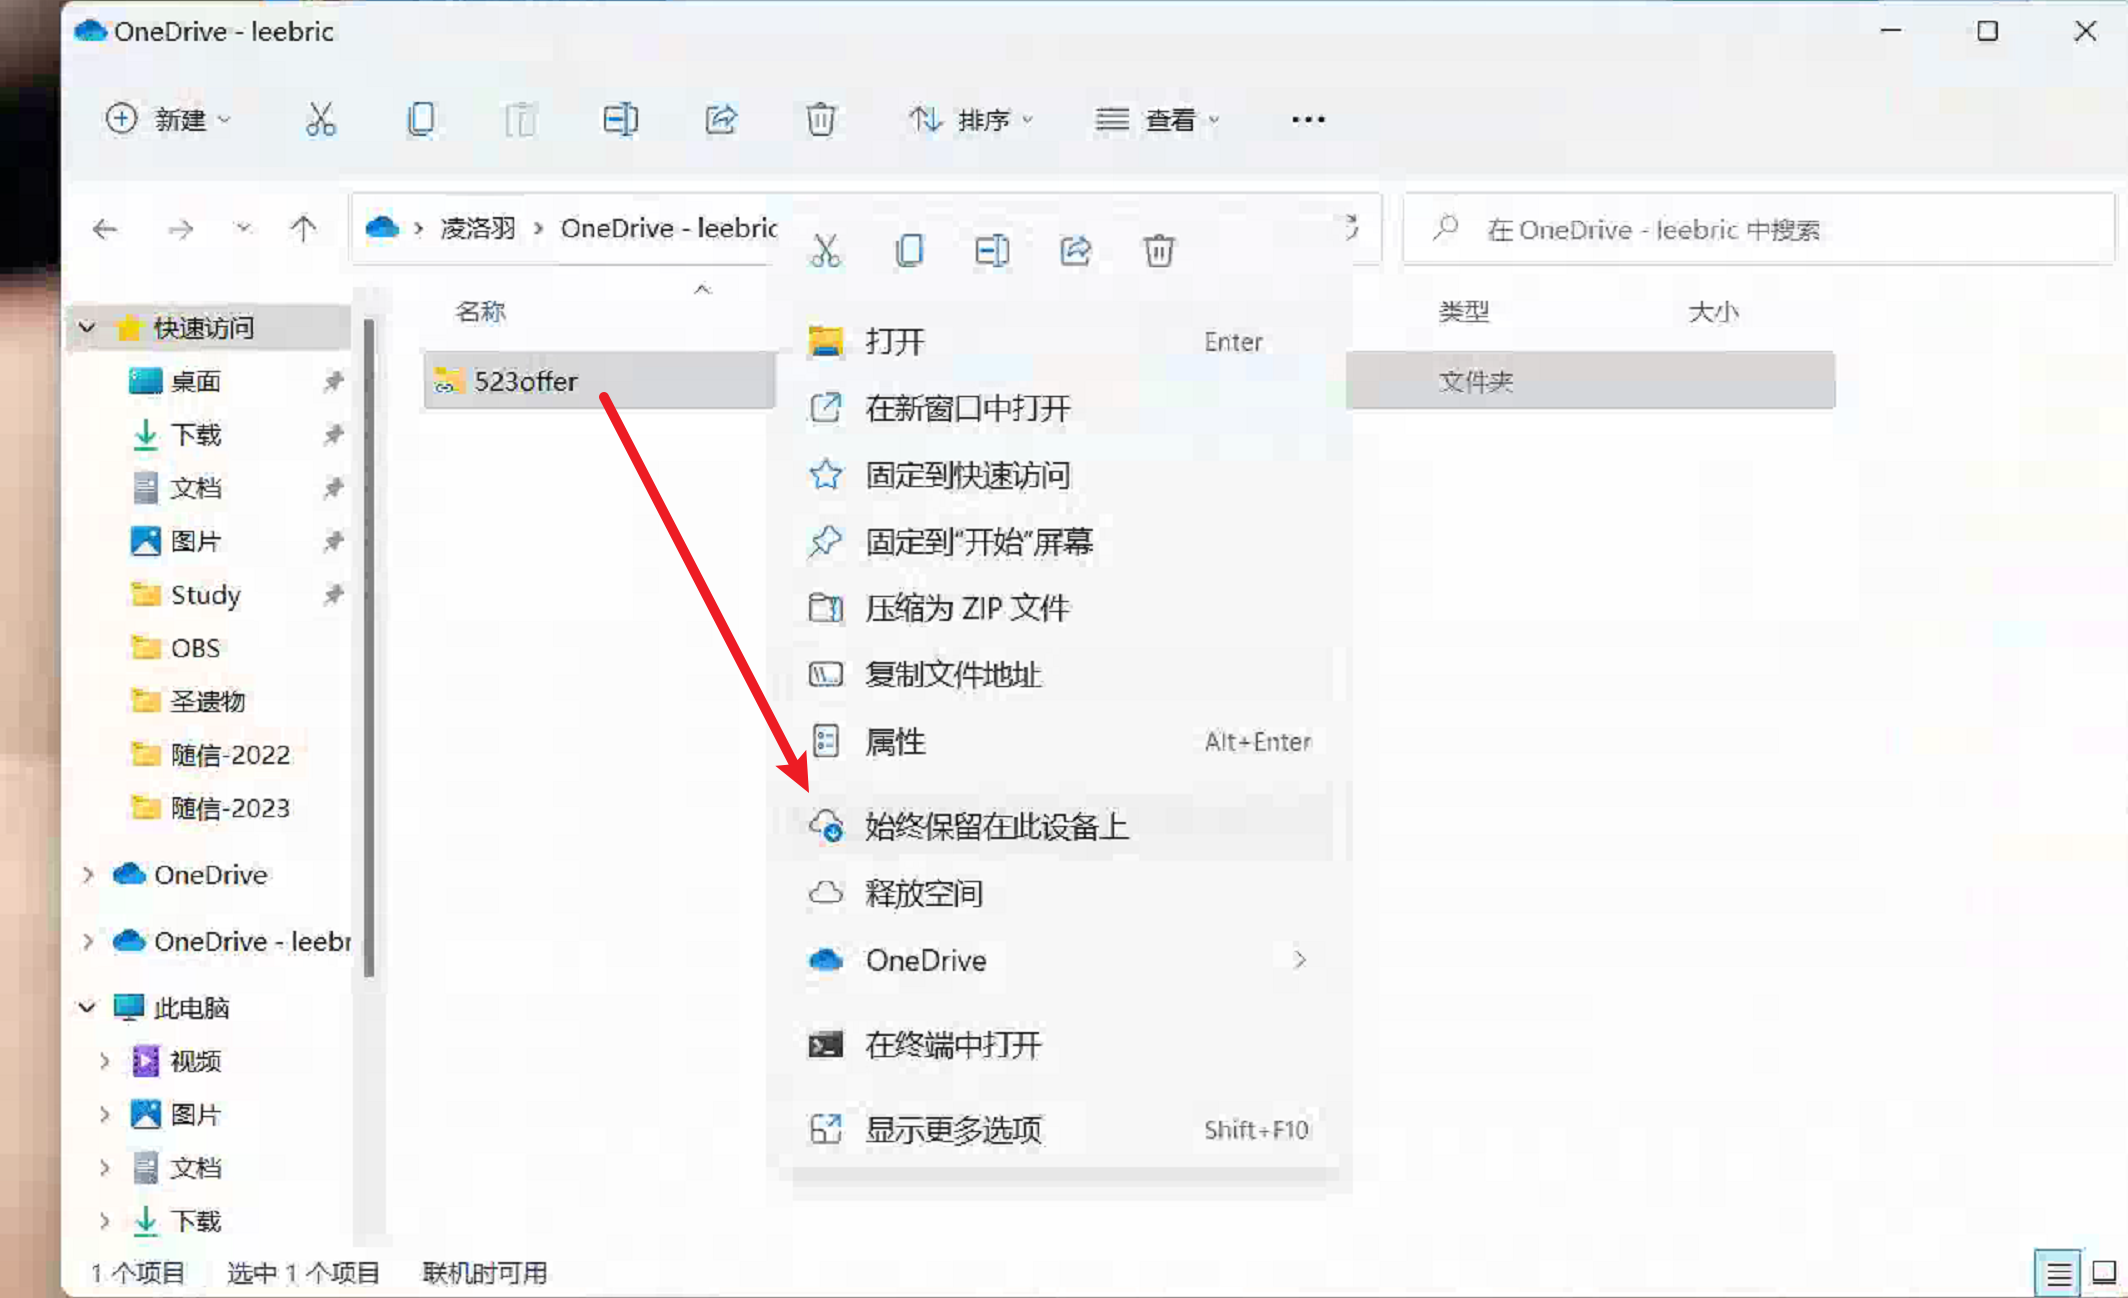 OneDrive - leebric
新建
排序
查看
凌洛羽 > OneDrive - leebric
在 OneDrive - leebric 中搜索
名称
类型
大小
523offer
文件夹
快速访问
桌面
下载
文档
图片
Study
OBS
圣遗物
随信-2022
随信-2023
OneDrive
OneDrive - leebr
此电脑
视频
图片
文档
下载
打开 Enter
在新窗口中打开
固定到快速访问
固定到"开始"屏幕
压缩为 ZIP 文件
复制文件地址
属性 Alt+Enter
始终保留在此设备上
释放空间
OneDrive
在终端中打开
显示更多选项 Shift+F10
1 个项目 选中 1 个项目 联机时可用